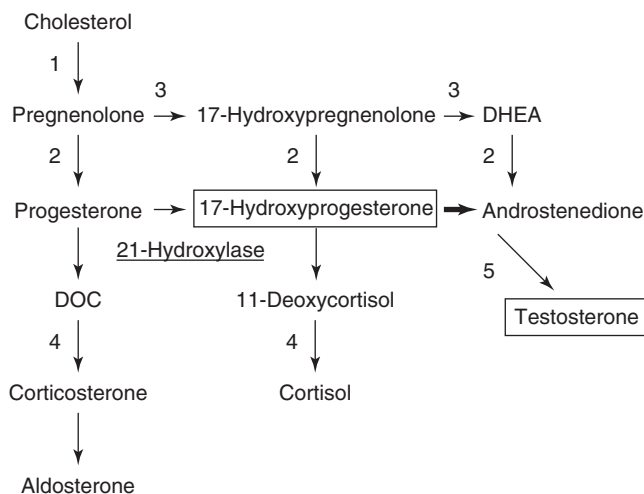 Cholesterol
1
3
3
Pregnenolone
17-Hydroxypregnenolone
DHEA
2
2
2
Progesterone
17-Hydroxyprogesterone
Androstenedione
21-Hydroxylase
5
DOC
11-Deoxycortisol
Testosterone
4
4
Corticosterone
Cortisol
Aldosterone